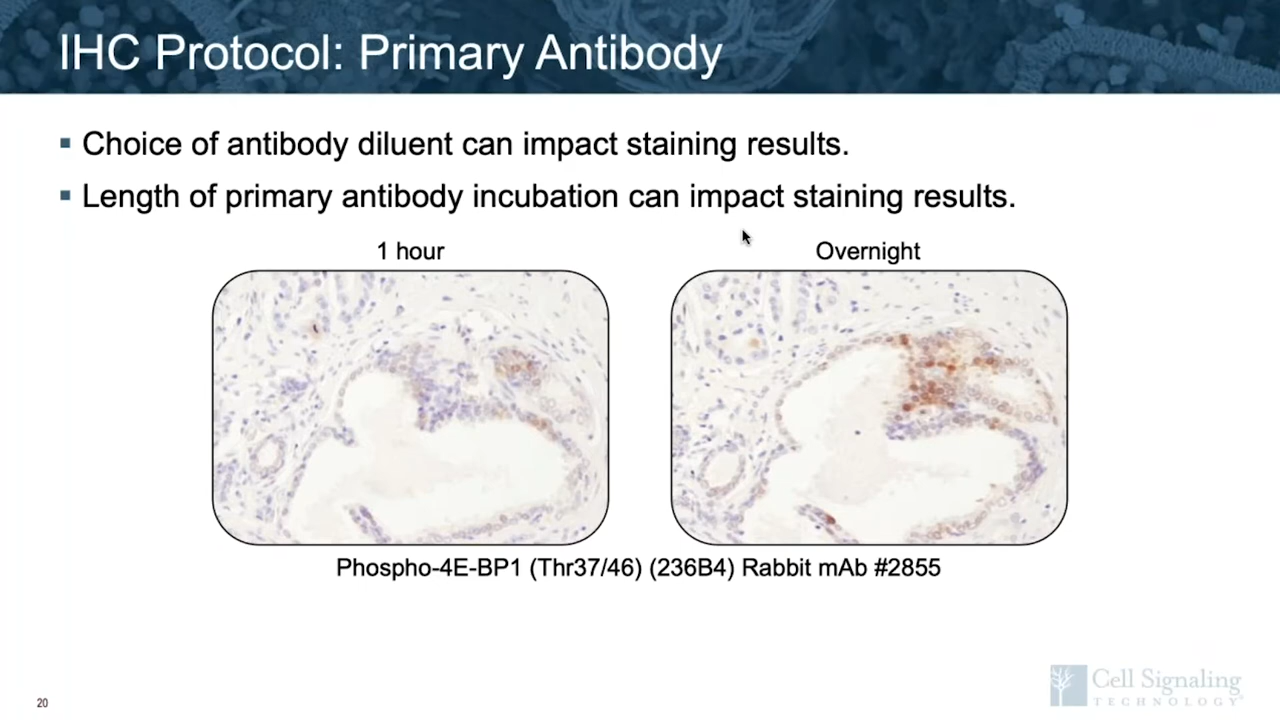 IHC Protocol: Primary Antibody
Choice of antibody diluent can impact staining results.
Length of primary antibody incubation can impact staining results.
1 hour
Overnight
Phospho-4E-BP1 (Thr37/46) (236B4) Rabbit mAb #2855
20
Cell Signaling
TECHNOLOGY